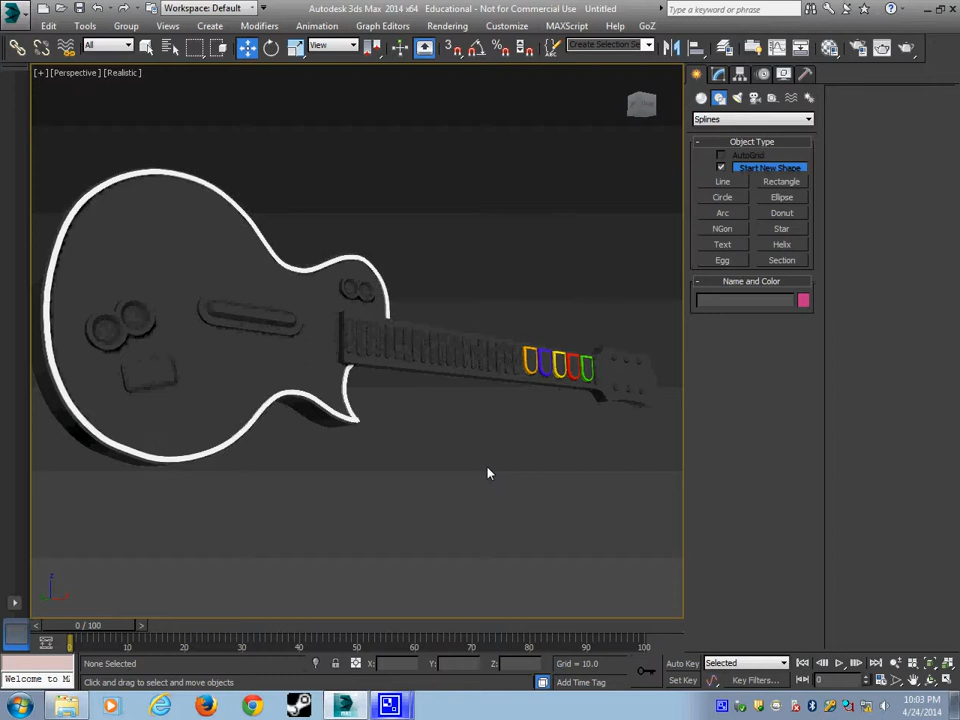 Autodesk 3ds Max 2014 x64 - Educational - Not for Commercial Use Untitled
Workspace: Default
Type a keyword or phrase
Edit Tools Group Views Create Modifiers Animation Graph Editors Rendering Customize MAXScript Help GoZ
All
View
Create Selection Se
[+] [Perspective] [Realistic]
Splines
Object Type
AutoGrid
Start New Shape
Line Rectangle
Circle Ellipse
Arc Donut
NGon Star
Text Helix
Egg Section
Name and Color
z
0 / 100
10 20 30 40 50 60 70 80 90 100
None Selected
X: Y: Z:
Grid = 10.0
Auto Key Selected
Welcome to M
Click and drag to select and move objects
Add Time Tag
Set Key
Key Filters...
0
10:03 PM
4/24/2014